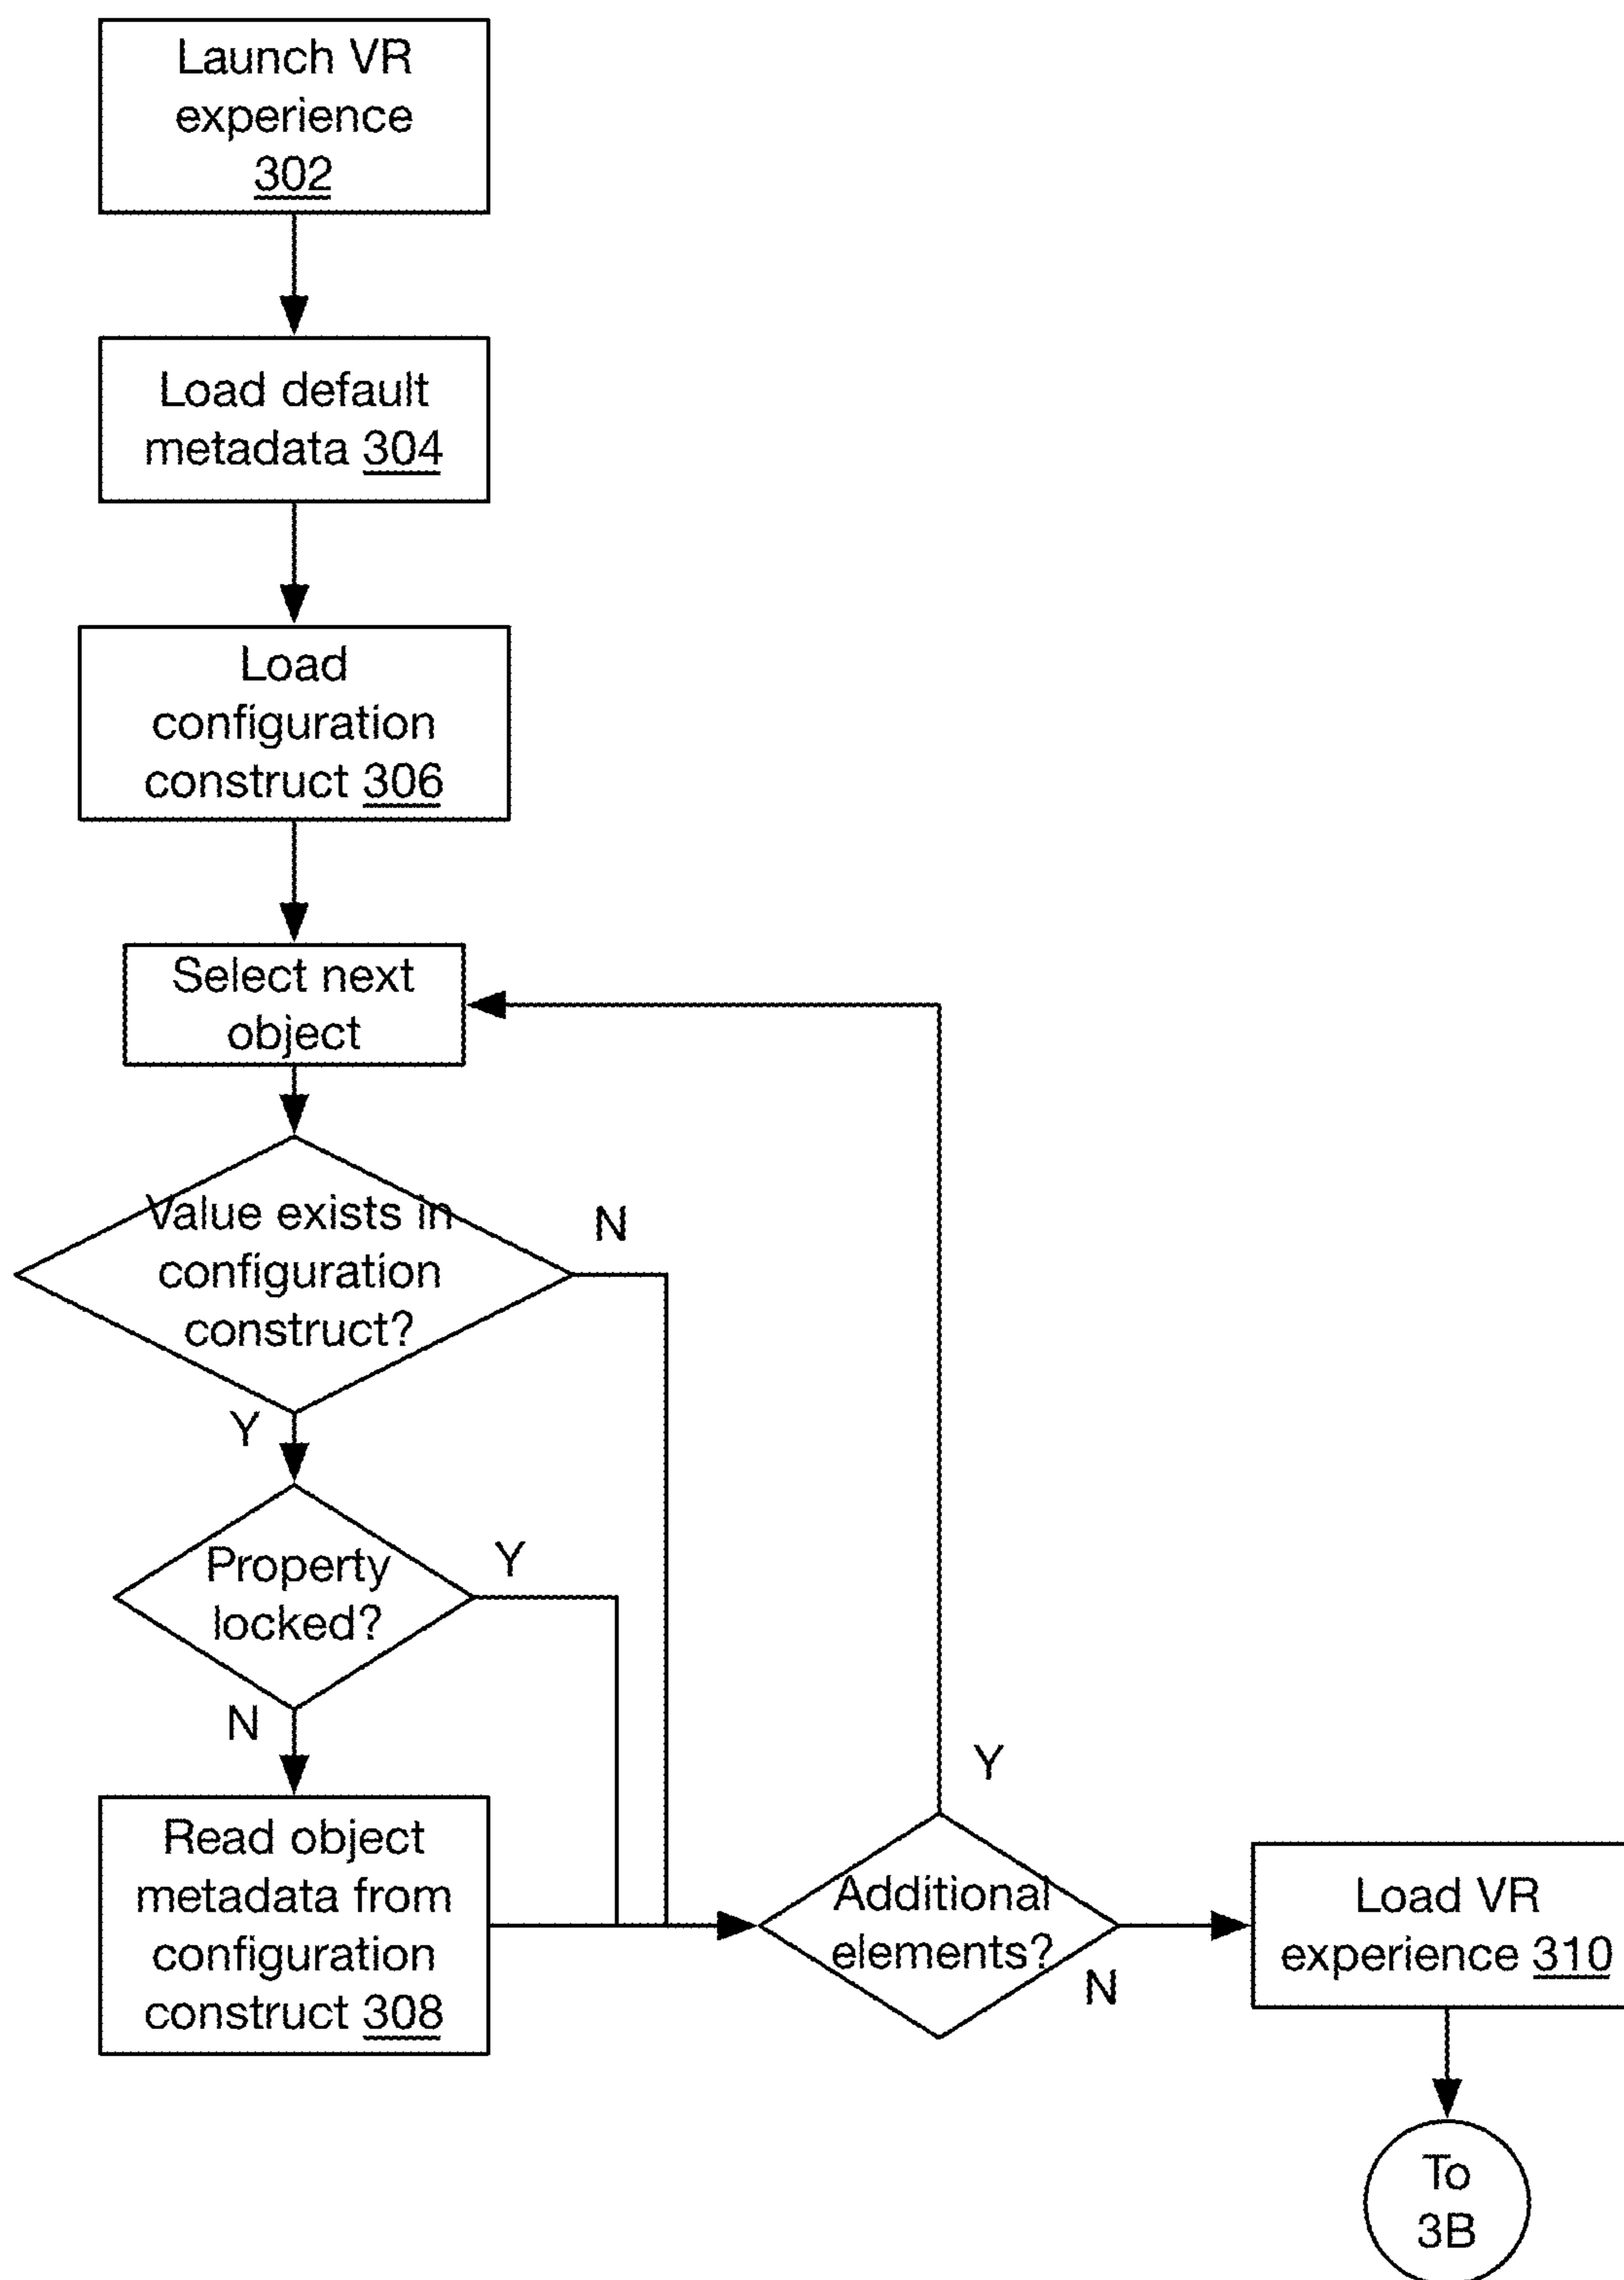 Launch VR
experience
302
Load default
metadata 304
Load
configuration
construct 306
Select next
object
Value exists in
configuration
construct?
N
Y
Property
locked?
Y
N
Read object
metadata from
configuration
construct 308
Additional
elements?
Y
N
Load VR
experience 310
To
3B